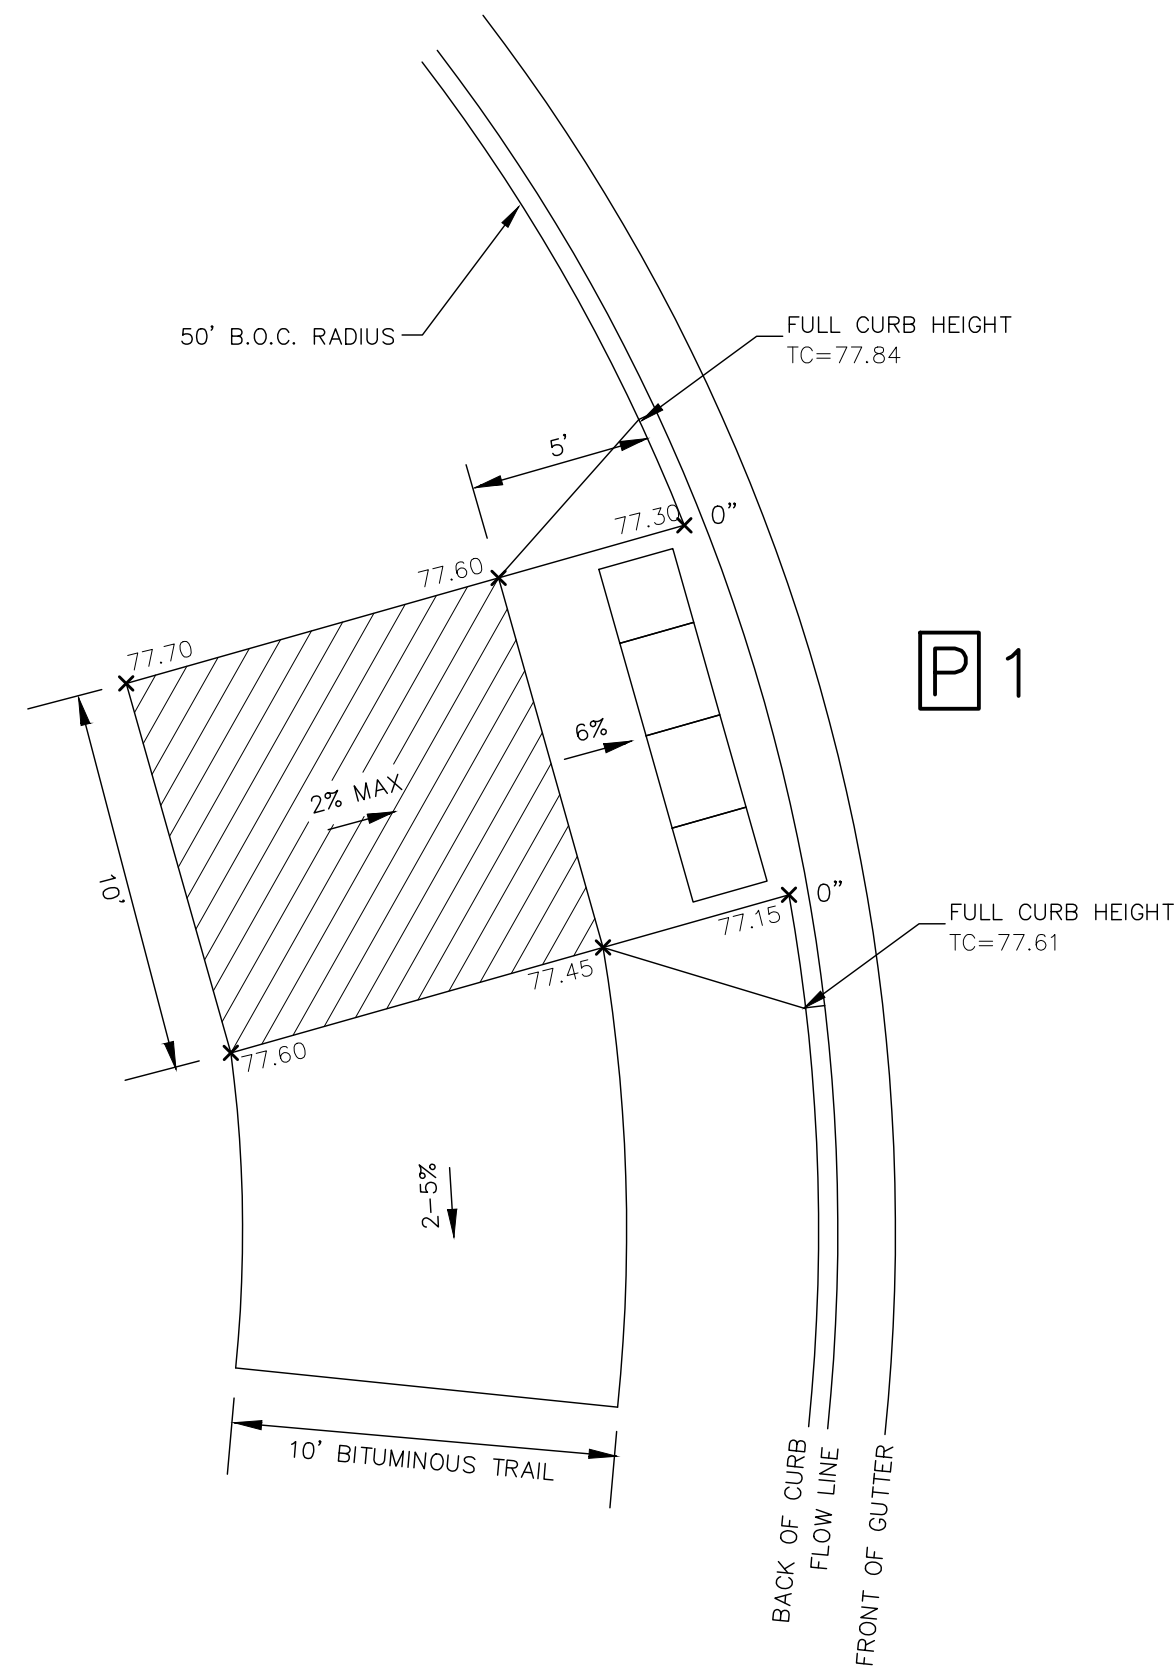 50' B.O.C. RADIUS
FULL CURB HEIGHT
TC=77.84
5'
77.30
0"
77.60
77.70
P 1
6%
2% MAX
10'
0"
77.15
FULL CURB HEIGHT
TC=77.61
77.45
77.60
2-5%
10' BITUMINOUS TRAIL
BACK OF CURB
FLOW LINE
FRONT OF GUTTER